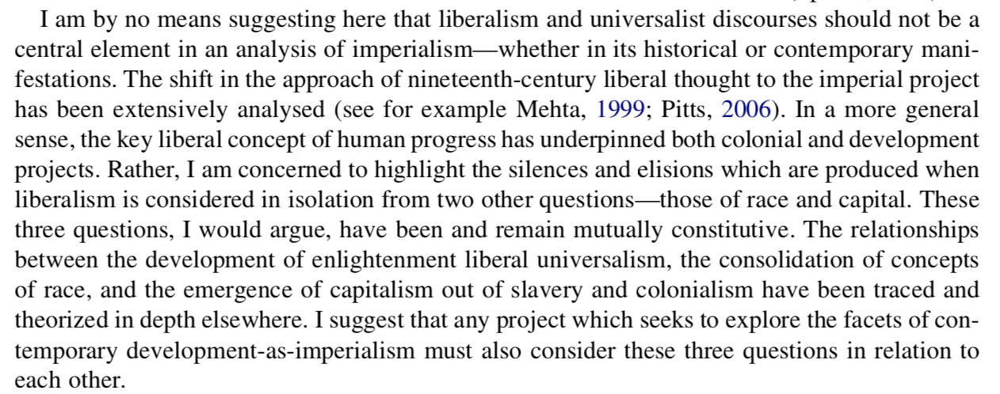 I am by no means suggesting here that liberalism and universalist discourses should not be a
central element in an analysis of imperialism—whether in its historical or contemporary mani-
festations. The shift in the approach of nineteenth-century liberal thought to the imperial project
has been extensively analysed (see for example Mehta, 1999; Pitts, 2006). In a more general
sense, the key liberal concept of human progress has underpinned both colonial and development
projects. Rather, I am concerned to highlight the silences and elisions which are produced when
liberalism is considered in isolation from two other questions—those of race and capital. These
three questions, I would argue, have been and remain mutually constitutive. The relationships
between the development of enlightenment liberal universalism, the consolidation of concepts
of race, and the emergence of capitalism out of slavery and colonialism have been traced and
theorized in depth elsewhere. I suggest that any project which seeks to explore the facets of con-
temporary development-as-imperialism must also consider these three questions in relation to
each other.